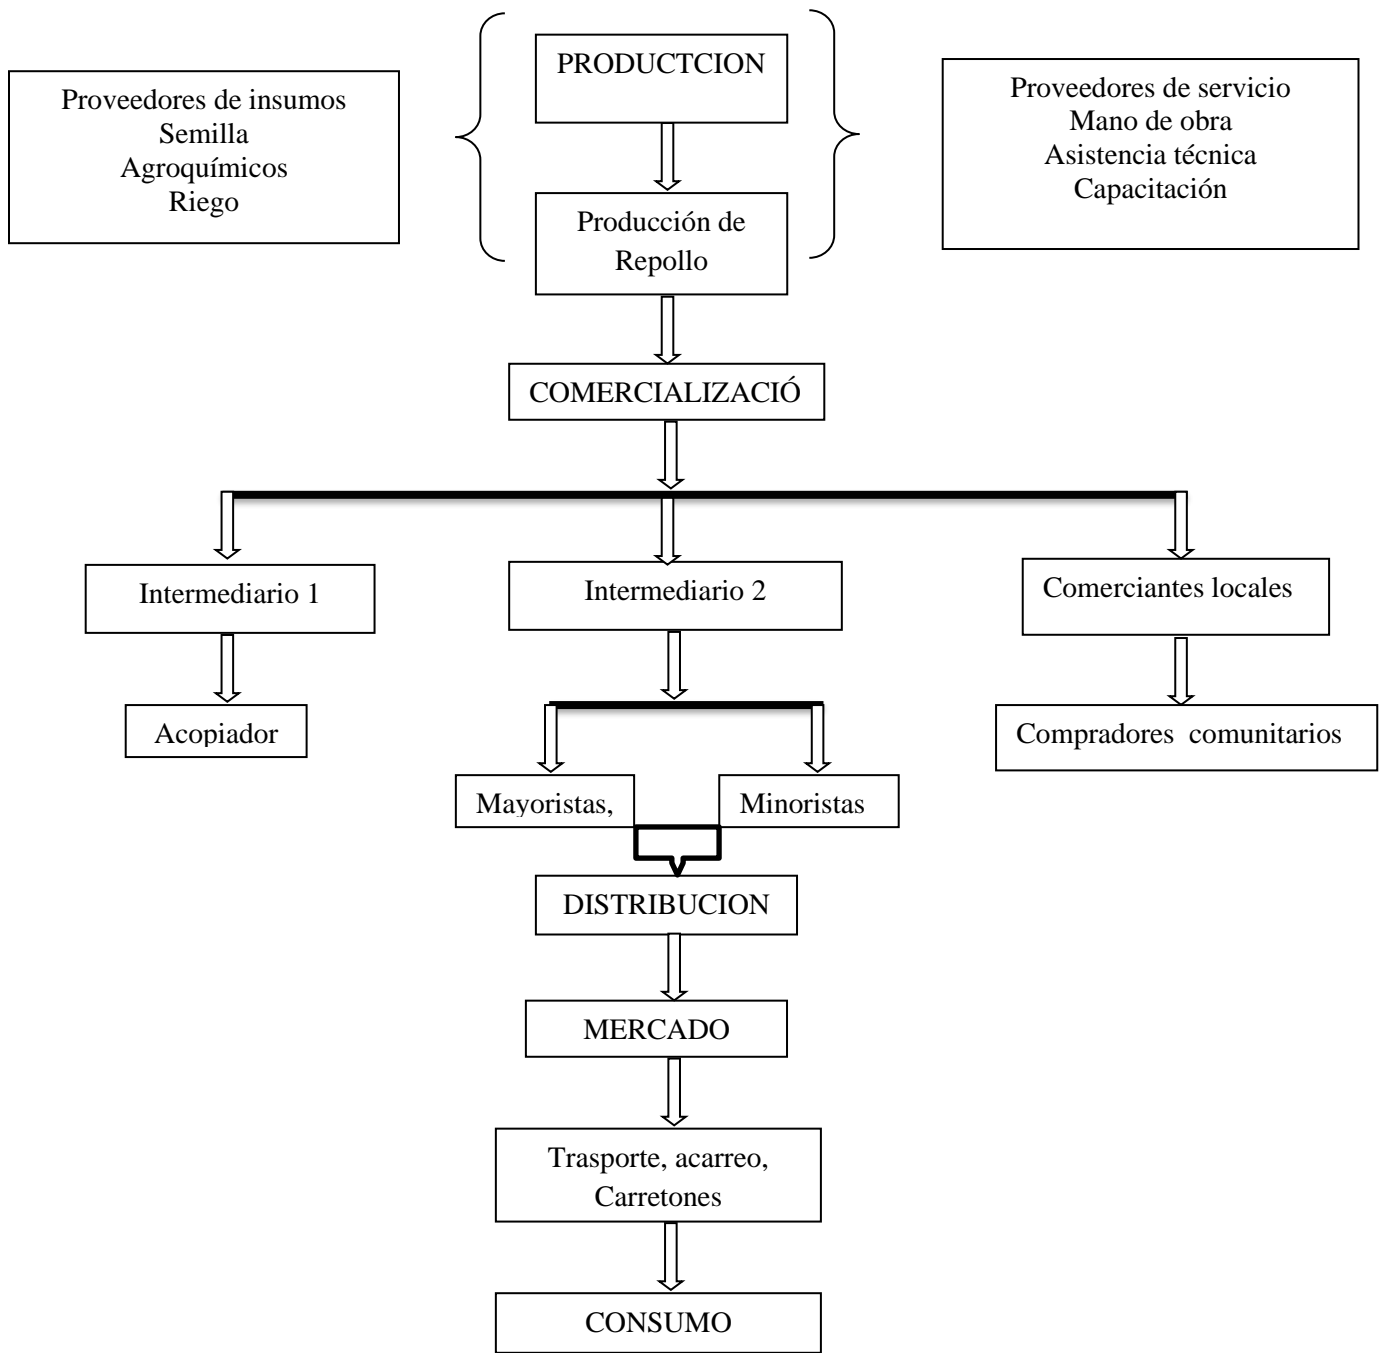 PRODUCTCION
Proveedores de insumos
Semilla
Agroquímicos
Riego
Proveedores de servicio
Mano de obra
Asistencia técnica
Capacitación
Producción de
Repollo
COMERCIALIZACIÓ
Intermediario 1
Intermediario 2
Comerciantes locales
Acopiador
Compradores comunitarios
Mayoristas,
Minoristas
DISTRIBUCION
MERCADO
Trasporte, acarreo,
Carretones
CONSUMO